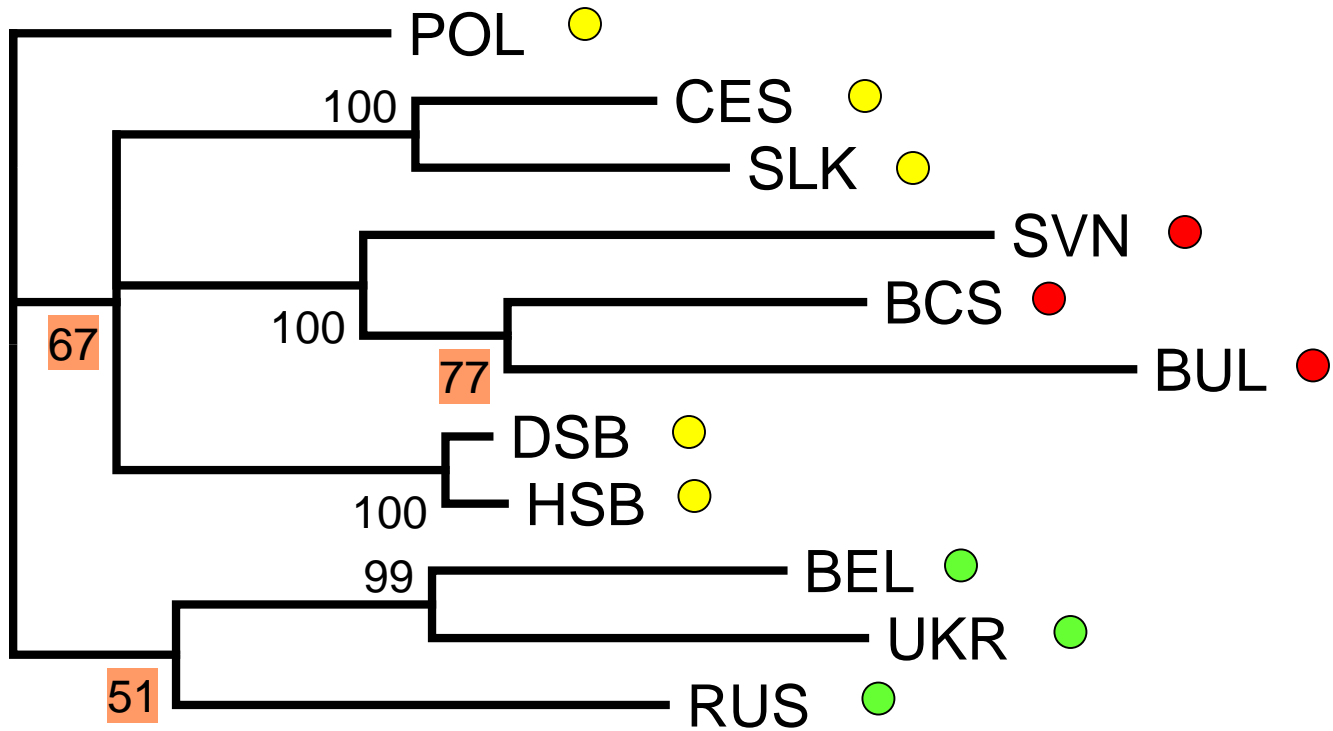 POL
100
CES
SLK
SVN
BCS
100
67
77
BUL
DSB
HSB
100
99
BEL
UKR
51
RUS